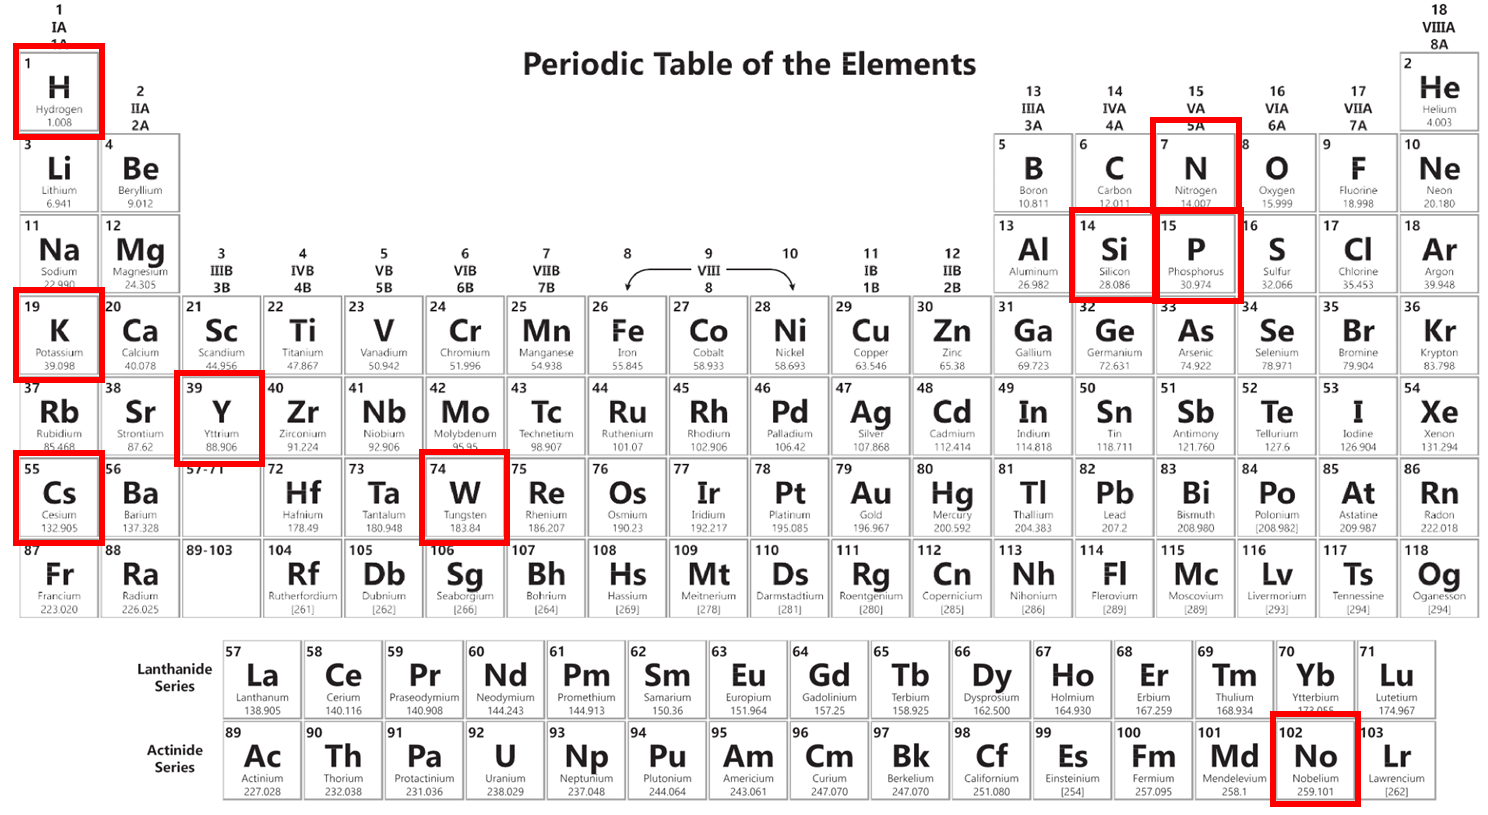 1 18
IA VIIIA
1A 8A
Periodic Table of the Elements
1 2
H He
Hydrogen Helium
1.008 4.003
2 13 14 15 16 17
IIA IIIA IVA VA VIA VIIA
2A 3A 4A 5A 6A 7A
3 4 5 6 7 8 9 10
Li Be B C N O F Ne
Lithium Beryllium Boron Carbon Nitrogen Oxygen Fluorine Neon
6.941 9.012 10.811 12.011 14.007 15.999 18.998 20.180
11 12 13 14 15 16 17 18
Na Mg Al Si P S Cl Ar
Sodium Magnesium Aluminum Silicon Phosphorus Sulfur Chlorine Argon
22.990 24.305 26.982 28.086 30.974 32.066 35.453 39.948
3 4 5 6 7 8 9 10 11 12
IIIB IVB VB VIB VIIB VIII IB IIB
3B 4B 5B 6B 7B 8 1B 2B
19 20 21 22 23 24 25 26 27 28 29 30 31 32 33 34 35 36
K Ca Sc Ti V Cr Mn Fe Co Ni Cu Zn Ga Ge As Se Br Kr
Potassium Calcium Scandium Titanium Vanadium Chromium Manganese Iron Cobalt Nickel Copper Zinc Gallium Germanium Arsenic Selenium Bromine Krypton
39.098 40.078 44.956 47.867 50.942 51.996 54.938 55.845 58.933 58.693 63.546 65.38 69.723 72.631 74.922 78.971 79.904 83.798
37 38 39 40 41 42 43 44 45 46 47 48 49 50 51 52 53 54
Rb Sr Y Zr Nb Mo Tc Ru Rh Pd Ag Cd In Sn Sb Te I Xe
Rubidium Strontium Yttrium Zirconium Niobium Molybdenum Technetium Ruthenium Rhodium Palladium Silver Cadmium Indium Tin Antimony Tellurium Iodine Xenon
85.468 87.62 88.906 91.224 92.906 95.95 98.907 101.07 102.906 106.42 107.868 112.414 114.818 118.711 121.760 127.6 126.904 131.294
55 56 57-71 72 73 74 75 76 77 78 79 80 81 82 83 84 85 86
Cs Ba Hf Ta W Re Os Ir Pt Au Hg Tl Pb Bi Po At Rn
Cesium Barium Hafnium Tantalum Tungsten Rhenium Osmium Iridium Platinum Gold Mercury Thallium Lead Bismuth Polonium Astatine Radon
132.905 137.328 178.49 180.948 183.84 186.207 190.23 192.217 195.085 196.967 200.592 204.383 207.2 208.980 [208.982] 209.987 222.018
87 88 89-103 104 105 106 107 108 109 110 111 112 113 114 115 116 117 118
Fr Ra Rf Db Sg Bh Hs Mt Ds Rg Cn Nh Fl Mc Lv Ts Og
Francium Radium Rutherfordium Dubnium Seaborgium Bohrium Hassium Meitnerium Darmstadtium Roentgenium Copernicium Nihonium Flerovium Moscovium Livermorium Tennessine Oganesson
223.020 226.025 [261] [262] [266] [264] [269] [278] [281] [280] [285] [286] [289] [289] [293] [294] [294]
Lanthanide
Series
57 58 59 60 61 62 63 64 65 66 67 68 69 70 71
La Ce Pr Nd Pm Sm Eu Gd Tb Dy Ho Er Tm Yb Lu
Lanthanum Cerium Praseodymium Neodymium Promethium Samarium Europium Gadolinium Terbium Dysprosium Holmium Erbium Thulium Ytterbium Lutetium
138.905 140.116 140.908 144.243 144.913 150.36 151.964 157.25 158.925 162.500 164.930 167.259 168.934 173.055 174.967
Actinide
Series
89 90 91 92 93 94 95 96 97 98 99 100 101 102 103
Ac Th Pa U Np Pu Am Cm Bk Cf Es Fm Md No Lr
Actinium Thorium Protactinium Uranium Neptunium Plutonium Americium Curium Berkelium Californium Einsteinium Fermium Mendelevium Nobelium Lawrencium
227.028 232.038 231.036 238.029 237.048 244.064 243.061 247.070 247.070 251.080 [254] 257.095 258.1 259.101 [262]